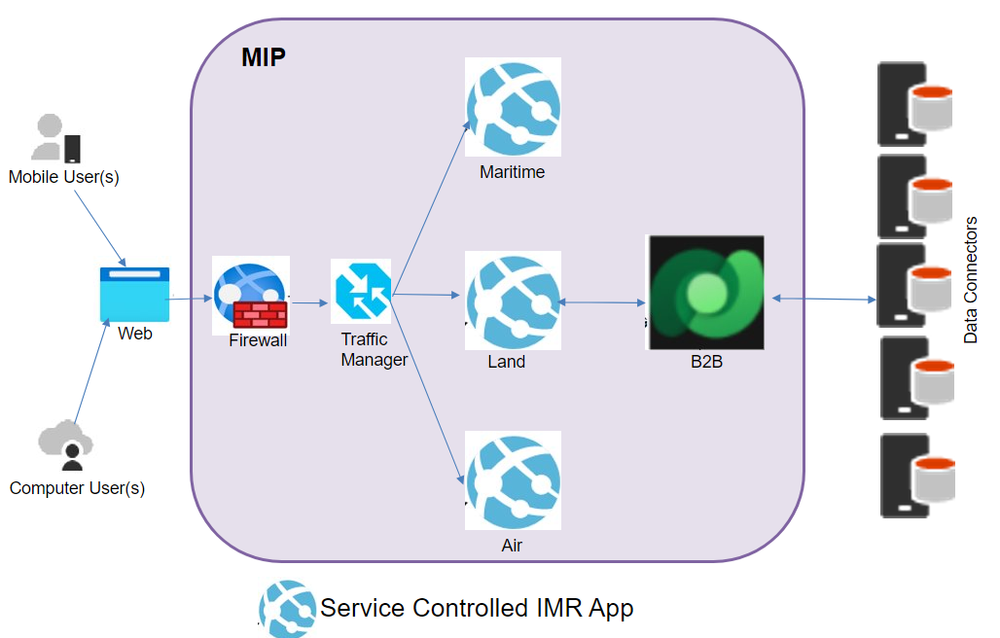 MIP
Maritime
Mobile User(s)
Data Connectors
Web
Firewall
Traffic
Manager
Land
B2B
Computer User(s)
Air
Service Controlled IMR App